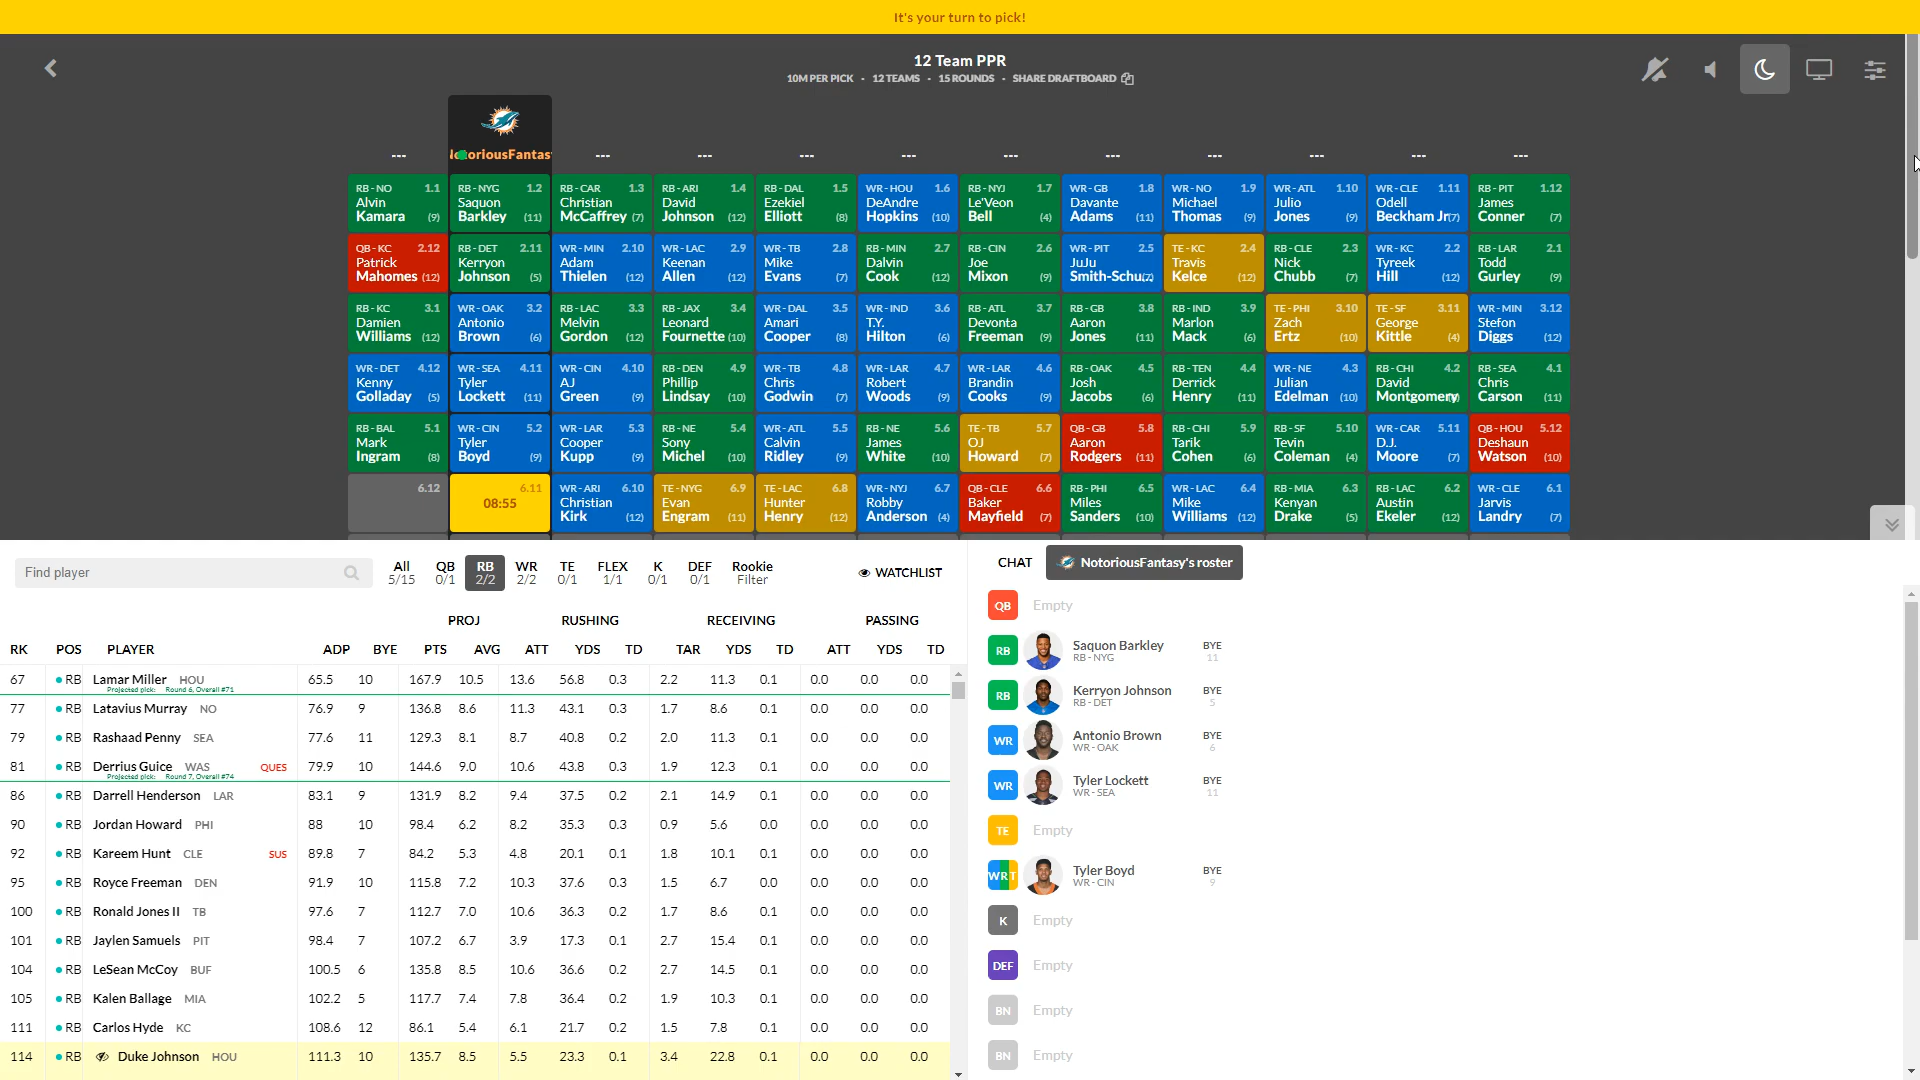 It's your turn to pick!
12 Team PPR
10M PER PICK - 12 TEAMS - 15 ROUNDS - SHARE DRAFTBOARD
--- --- --- --- --- --- --- --- --- --- ---
RB - NO 1.1 RB - NYG 1.2 RB - CAR 1.3 RB - ARI 1.4 RB - DAL 1.5 WR - HOU 1.6 RB - NYJ 1.7 WR - GB 1.8 WR - NO 1.9 WR - ATL 1.10 WR - CLE 1.11 RB - PIT 1.12
Alvin Saquon Christian David Ezekiel DeAndre Le'Veon Davante Michael Julio Odell James
Kamara (9) Barkley (11) McCaffrey (7) Johnson (12) Elliott (8) Hopkins (10) Bell (4) Adams (11) Thomas (9) Jones (9) Beckham Jr (7) Conner (7)
QB - KC 2.12 RB - DET 2.11 WR - MIN 2.10 WR - LAC 2.9 WR - TB 2.8 RB - MIN 2.7 RB - CIN 2.6 WR - PIT 2.5 TE - KC 2.4 RB - CLE 2.3 WR - KC 2.2 RB - LAR 2.1
Patrick Kerryon Adam Keenan Mike Dalvin Joe JuJu Travis Nick Tyreek Todd
Mahomes (12) Johnson (5) Thielen (12) Allen (12) Evans (7) Cook (12) Mixon (9) Smith-Schu... Kelce (12) Chubb (7) Hill (12) Gurley (9)
RB - KC 3.1 WR - OAK 3.2 RB - LAC 3.3 RB - JAX 3.4 WR - DAL 3.5 WR - IND 3.6 RB - ATL 3.7 RB - GB 3.8 RB - IND 3.9 TE - PHI 3.10 TE - SF 3.11 WR - MIN 3.12
Damien Antonio Melvin Leonard Amari T.Y. Devonta Aaron Marlon Zach George Stefon
Williams (12) Brown (6) Gordon (12) Fournette (10) Cooper (8) Hilton (6) Freeman (9) Jones (11) Mack (6) Ertz (10) Kittle (4) Diggs (12)
WR - DET 4.12 WR - SEA 4.11 WR - CIN 4.10 RB - DEN 4.9 WR - TB 4.8 WR - LAR 4.7 WR - LAR 4.6 RB - OAK 4.5 RB - TEN 4.4 WR - NE 4.3 RB - CHI 4.2 RB - SEA 4.1
Kenny Tyler AJ Phillip Chris Robert Brandin Josh Derrick Julian David Chris
Golladay (5) Lockett (11) Green (9) Lindsay (10) Godwin (7) Woods (9) Cooks (9) Jacobs (6) Henry (11) Edelman (10) Montgomery Carson (11)
RB - BAL 5.1 WR - CIN 5.2 WR - LAR 5.3 RB - NE 5.4 WR - ATL 5.5 RB - NE 5.6 TE - TB 5.7 QB - GB 5.8 RB - CHI 5.9 RB - SF 5.10 WR - CAR 5.11 QB - HOU 5.12
Mark Tyler Cooper Sony Calvin James OJ Aaron Tarik Tevin D.J. Deshaun
Ingram (8) Boyd (9) Kupp (9) Michel (10) Ridley (9) White (10) Howard (7) Rodgers (11) Cohen (6) Coleman (4) Moore (7) Watson (10)
6.12 6.11 WR - ARI 6.10 TE - NYG 6.9 TE - LAC 6.8 WR - NYJ 6.7 QB - CLE 6.6 RB - PHI 6.5 WR - LAC 6.4 RB - MIA 6.3 RB - LAC 6.2 WR - CLE 6.1
08:55 Christian Evan Hunter Robby Baker Miles Mike Kenyan Austin Jarvis
Kirk (12) Engram (11) Henry (12) Anderson (4) Mayfield (7) Sanders (10) Williams (12) Drake (5) Ekeler (12) Landry (7)
Find player All QB RB WR TE FLEX K DEF Rookie WATCHLIST
5/15 0/1 2/2 2/2 0/1 1/1 0/1 0/1 Filter
PROJ RUSHING RECEIVING PASSING
RK POS PLAYER ADP BYE PTS AVG ATT YDS TD TAR YDS TD ATT YDS TD
67 RB Lamar Miller HOU 65.5 10 167.9 10.5 13.6 56.8 0.3 2.2 11.3 0.1 0.0 0.0 0.0
Projected pick: Round 6, Overall #71
77 RB Latavius Murray NO 76.9 9 136.8 8.6 11.3 43.1 0.3 1.7 8.6 0.1 0.0 0.0 0.0
79 RB Rashaad Penny SEA 77.6 11 129.3 8.1 8.7 40.8 0.2 2.0 11.3 0.1 0.0 0.0 0.0
81 RB Derrius Guice WAS QUES 79.9 10 144.6 9.0 10.6 43.8 0.3 1.9 12.3 0.1 0.0 0.0 0.0
Projected pick: Round 7, Overall #74
86 RB Darrell Henderson LAR 83.1 9 131.9 8.2 9.4 37.5 0.2 2.1 14.9 0.1 0.0 0.0 0.0
90 RB Jordan Howard PHI 88 10 98.4 6.2 8.2 35.3 0.3 0.9 5.6 0.0 0.0 0.0 0.0
92 RB Kareem Hunt CLE SUS 89.8 7 84.2 5.3 4.8 20.1 0.1 1.8 10.1 0.1 0.0 0.0 0.0
95 RB Royce Freeman DEN 91.9 10 115.8 7.2 10.3 37.6 0.3 1.5 6.7 0.0 0.0 0.0 0.0
100 RB Ronald Jones II TB 97.6 7 112.7 7.0 10.6 36.3 0.2 1.7 8.6 0.1 0.0 0.0 0.0
101 RB Jaylen Samuels PIT 98.4 7 107.2 6.7 3.9 17.3 0.1 2.7 15.4 0.1 0.0 0.0 0.0
104 RB LeSean McCoy BUF 100.5 6 135.8 8.5 10.6 36.6 0.2 2.7 14.5 0.1 0.0 0.0 0.0
105 RB Kalen Ballage MIA 102.2 5 117.7 7.4 7.8 36.4 0.2 1.9 10.3 0.1 0.0 0.0 0.0
111 RB Carlos Hyde KC 108.6 12 86.1 5.4 6.1 21.7 0.2 1.5 7.8 0.1 0.0 0.0 0.0
114 RB Duke Johnson HOU 111.3 10 135.7 8.5 5.5 23.3 0.1 3.4 22.8 0.1 0.0 0.0 0.0
CHAT NotoriousFantasy's roster
QB Empty
RB Saquon Barkley BYE
RB - NYG 11
RB Kerryon Johnson BYE
RB - DET 5
WR Antonio Brown BYE
WR - OAK 6
WR Tyler Lockett BYE
WR - SEA 11
TE Empty
WRT Tyler Boyd BYE
WR - CIN 9
K Empty
DEF Empty
BN Empty
BN Empty